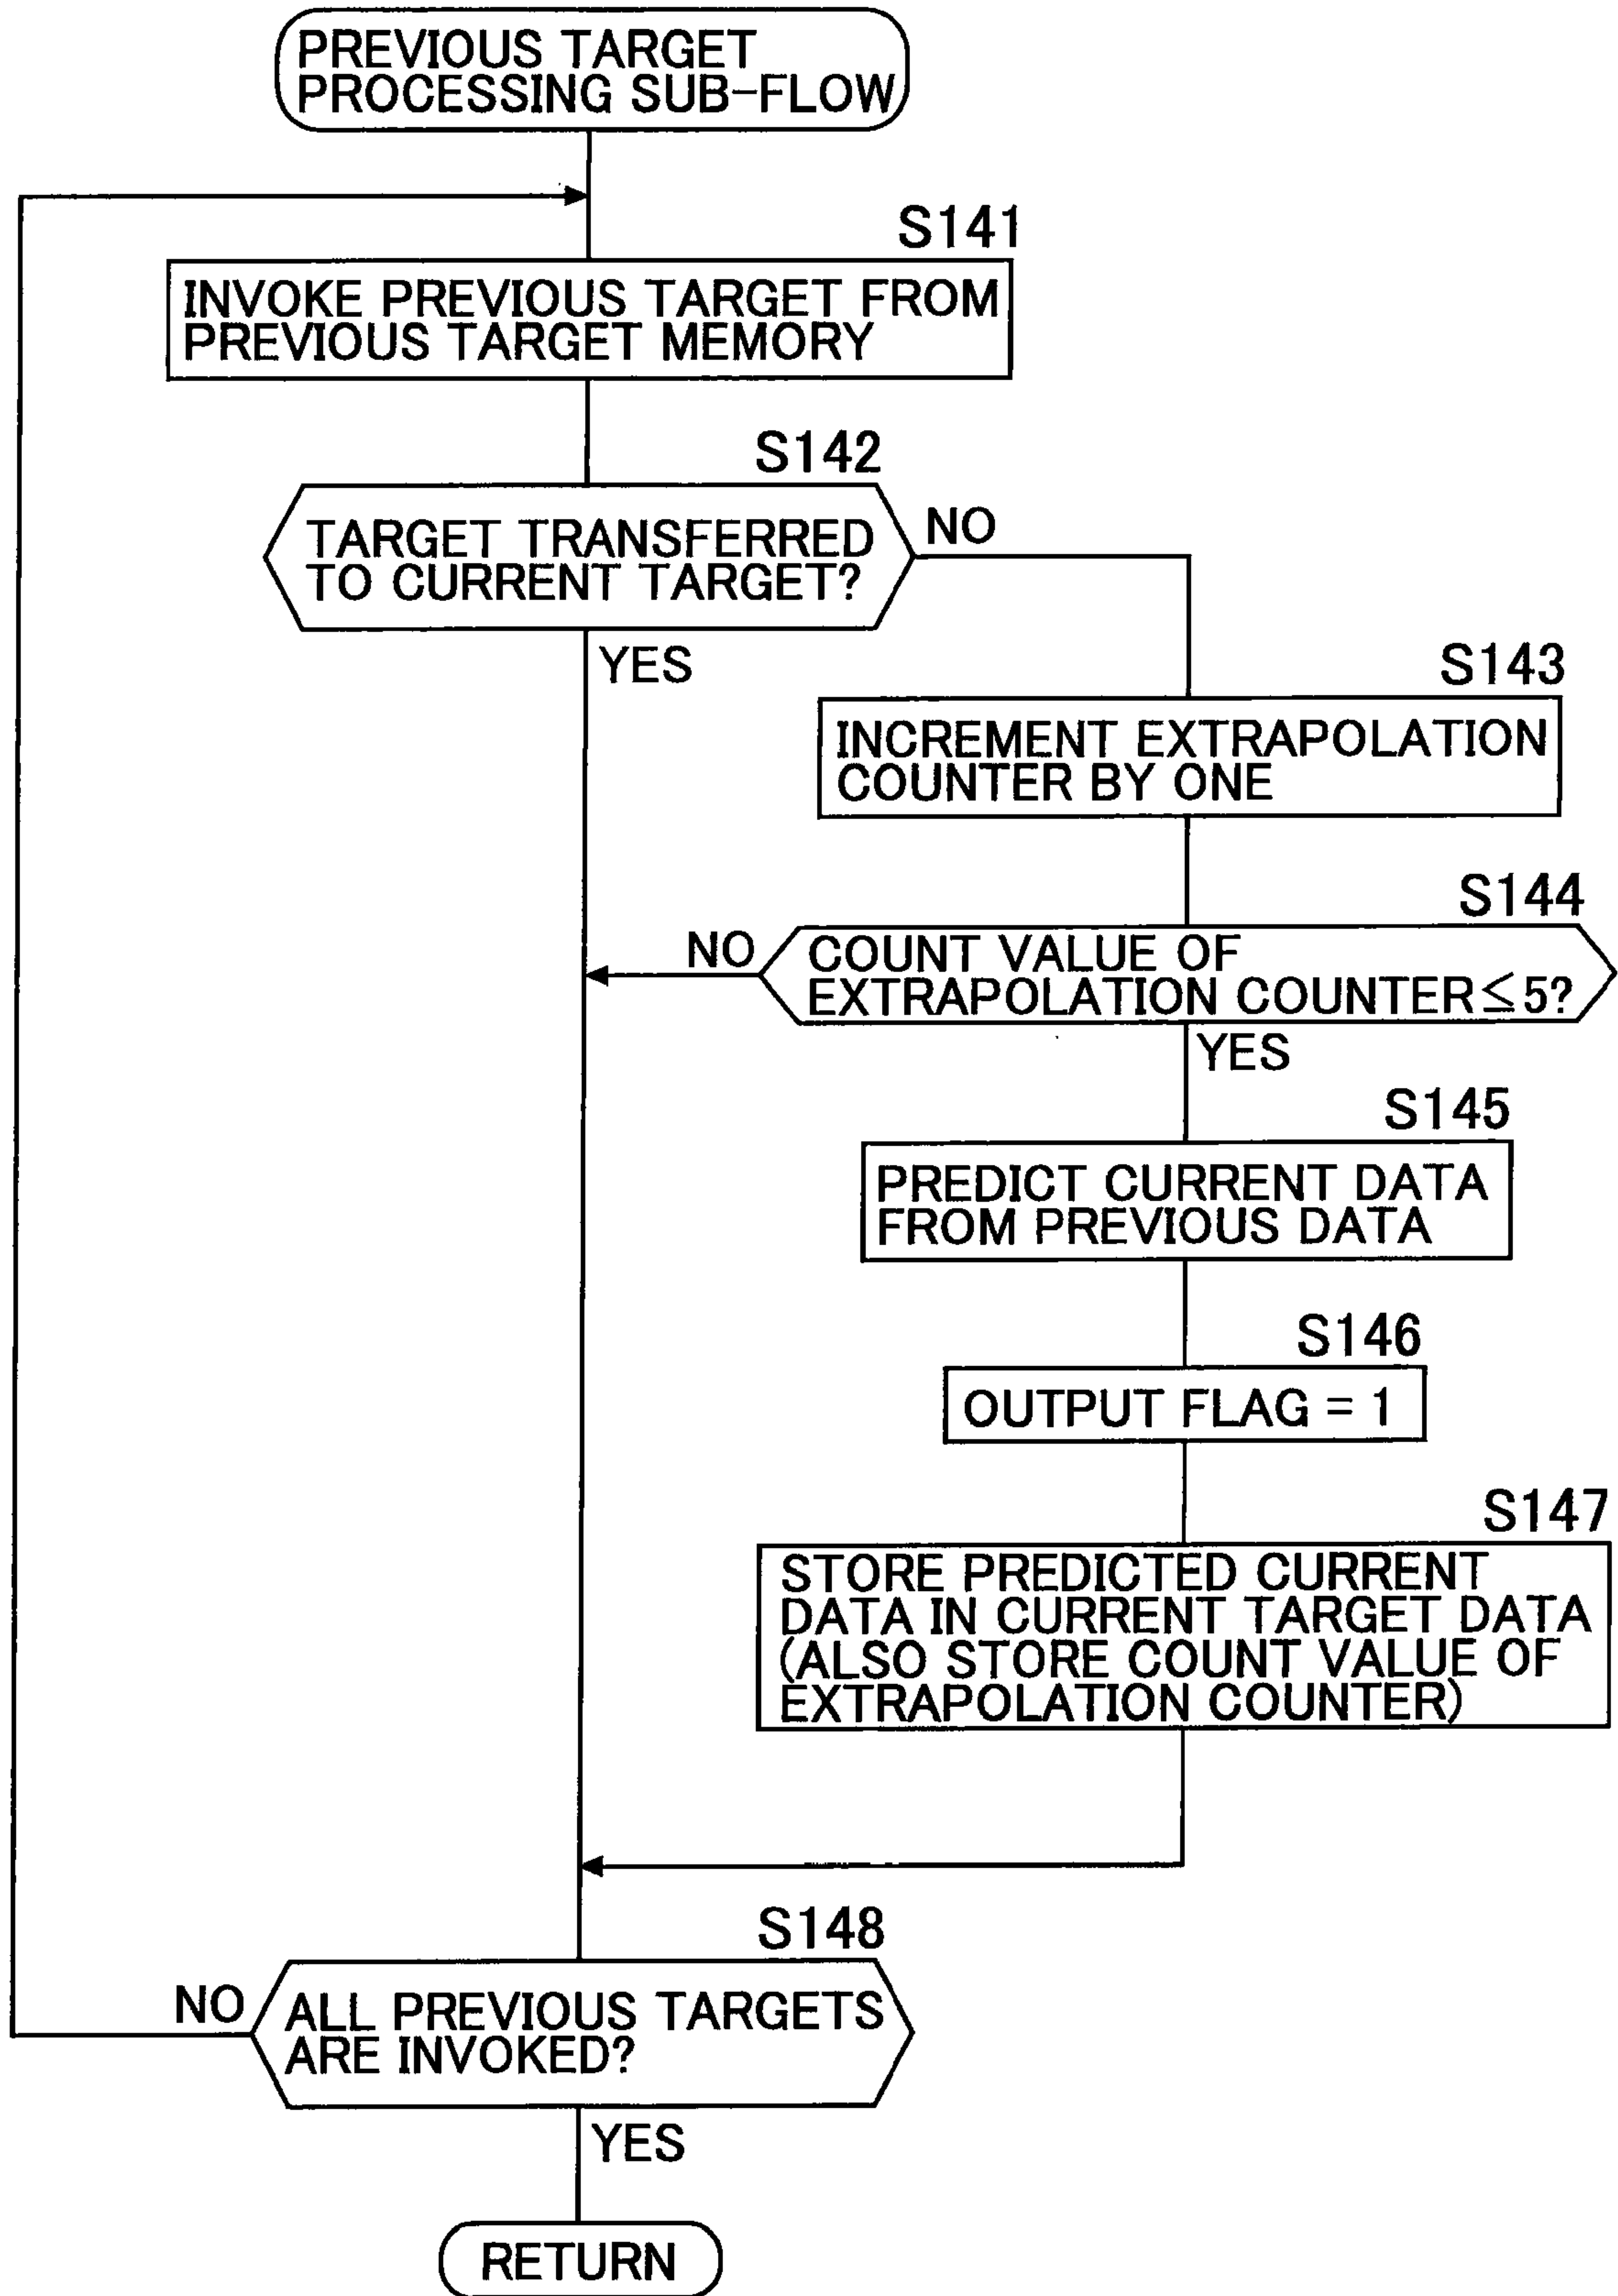 PREVIOUS TARGET
PROCESSING SUB-FLOW
S141
INVOKE PREVIOUS TARGET FROM
PREVIOUS TARGET MEMORY
S142
TARGET TRANSFERRED
TO CURRENT TARGET?
NO
YES
S143
INCREMENT EXTRAPOLATION
COUNTER BY ONE
S144
NO
COUNT VALUE OF
EXTRAPOLATION COUNTER≦5?
YES
S145
PREDICT CURRENT DATA
FROM PREVIOUS DATA
S146
OUTPUT FLAG = 1
S147
STORE PREDICTED CURRENT
DATA IN CURRENT TARGET DATA
(ALSO STORE COUNT VALUE OF
EXTRAPOLATION COUNTER)
S148
NO
ALL PREVIOUS TARGETS
ARE INVOKED?
YES
RETURN